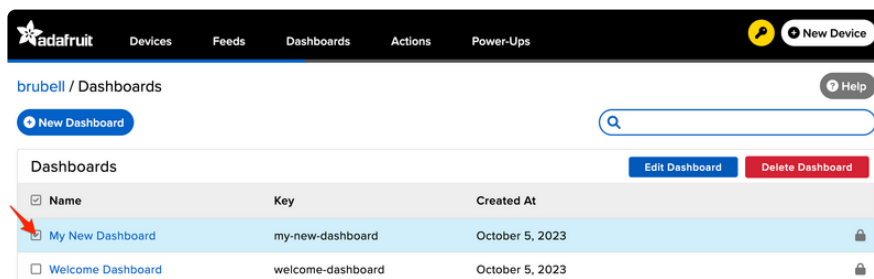 adafruit Devices Feeds Dashboards Actions Power-Ups New Device
brubell / Dashboards Help
New Dashboard
Dashboards Edit Dashboard Delete Dashboard
Name Key Created At
My New Dashboard my-new-dashboard October 5, 2023
Welcome Dashboard welcome-dashboard October 5, 2023